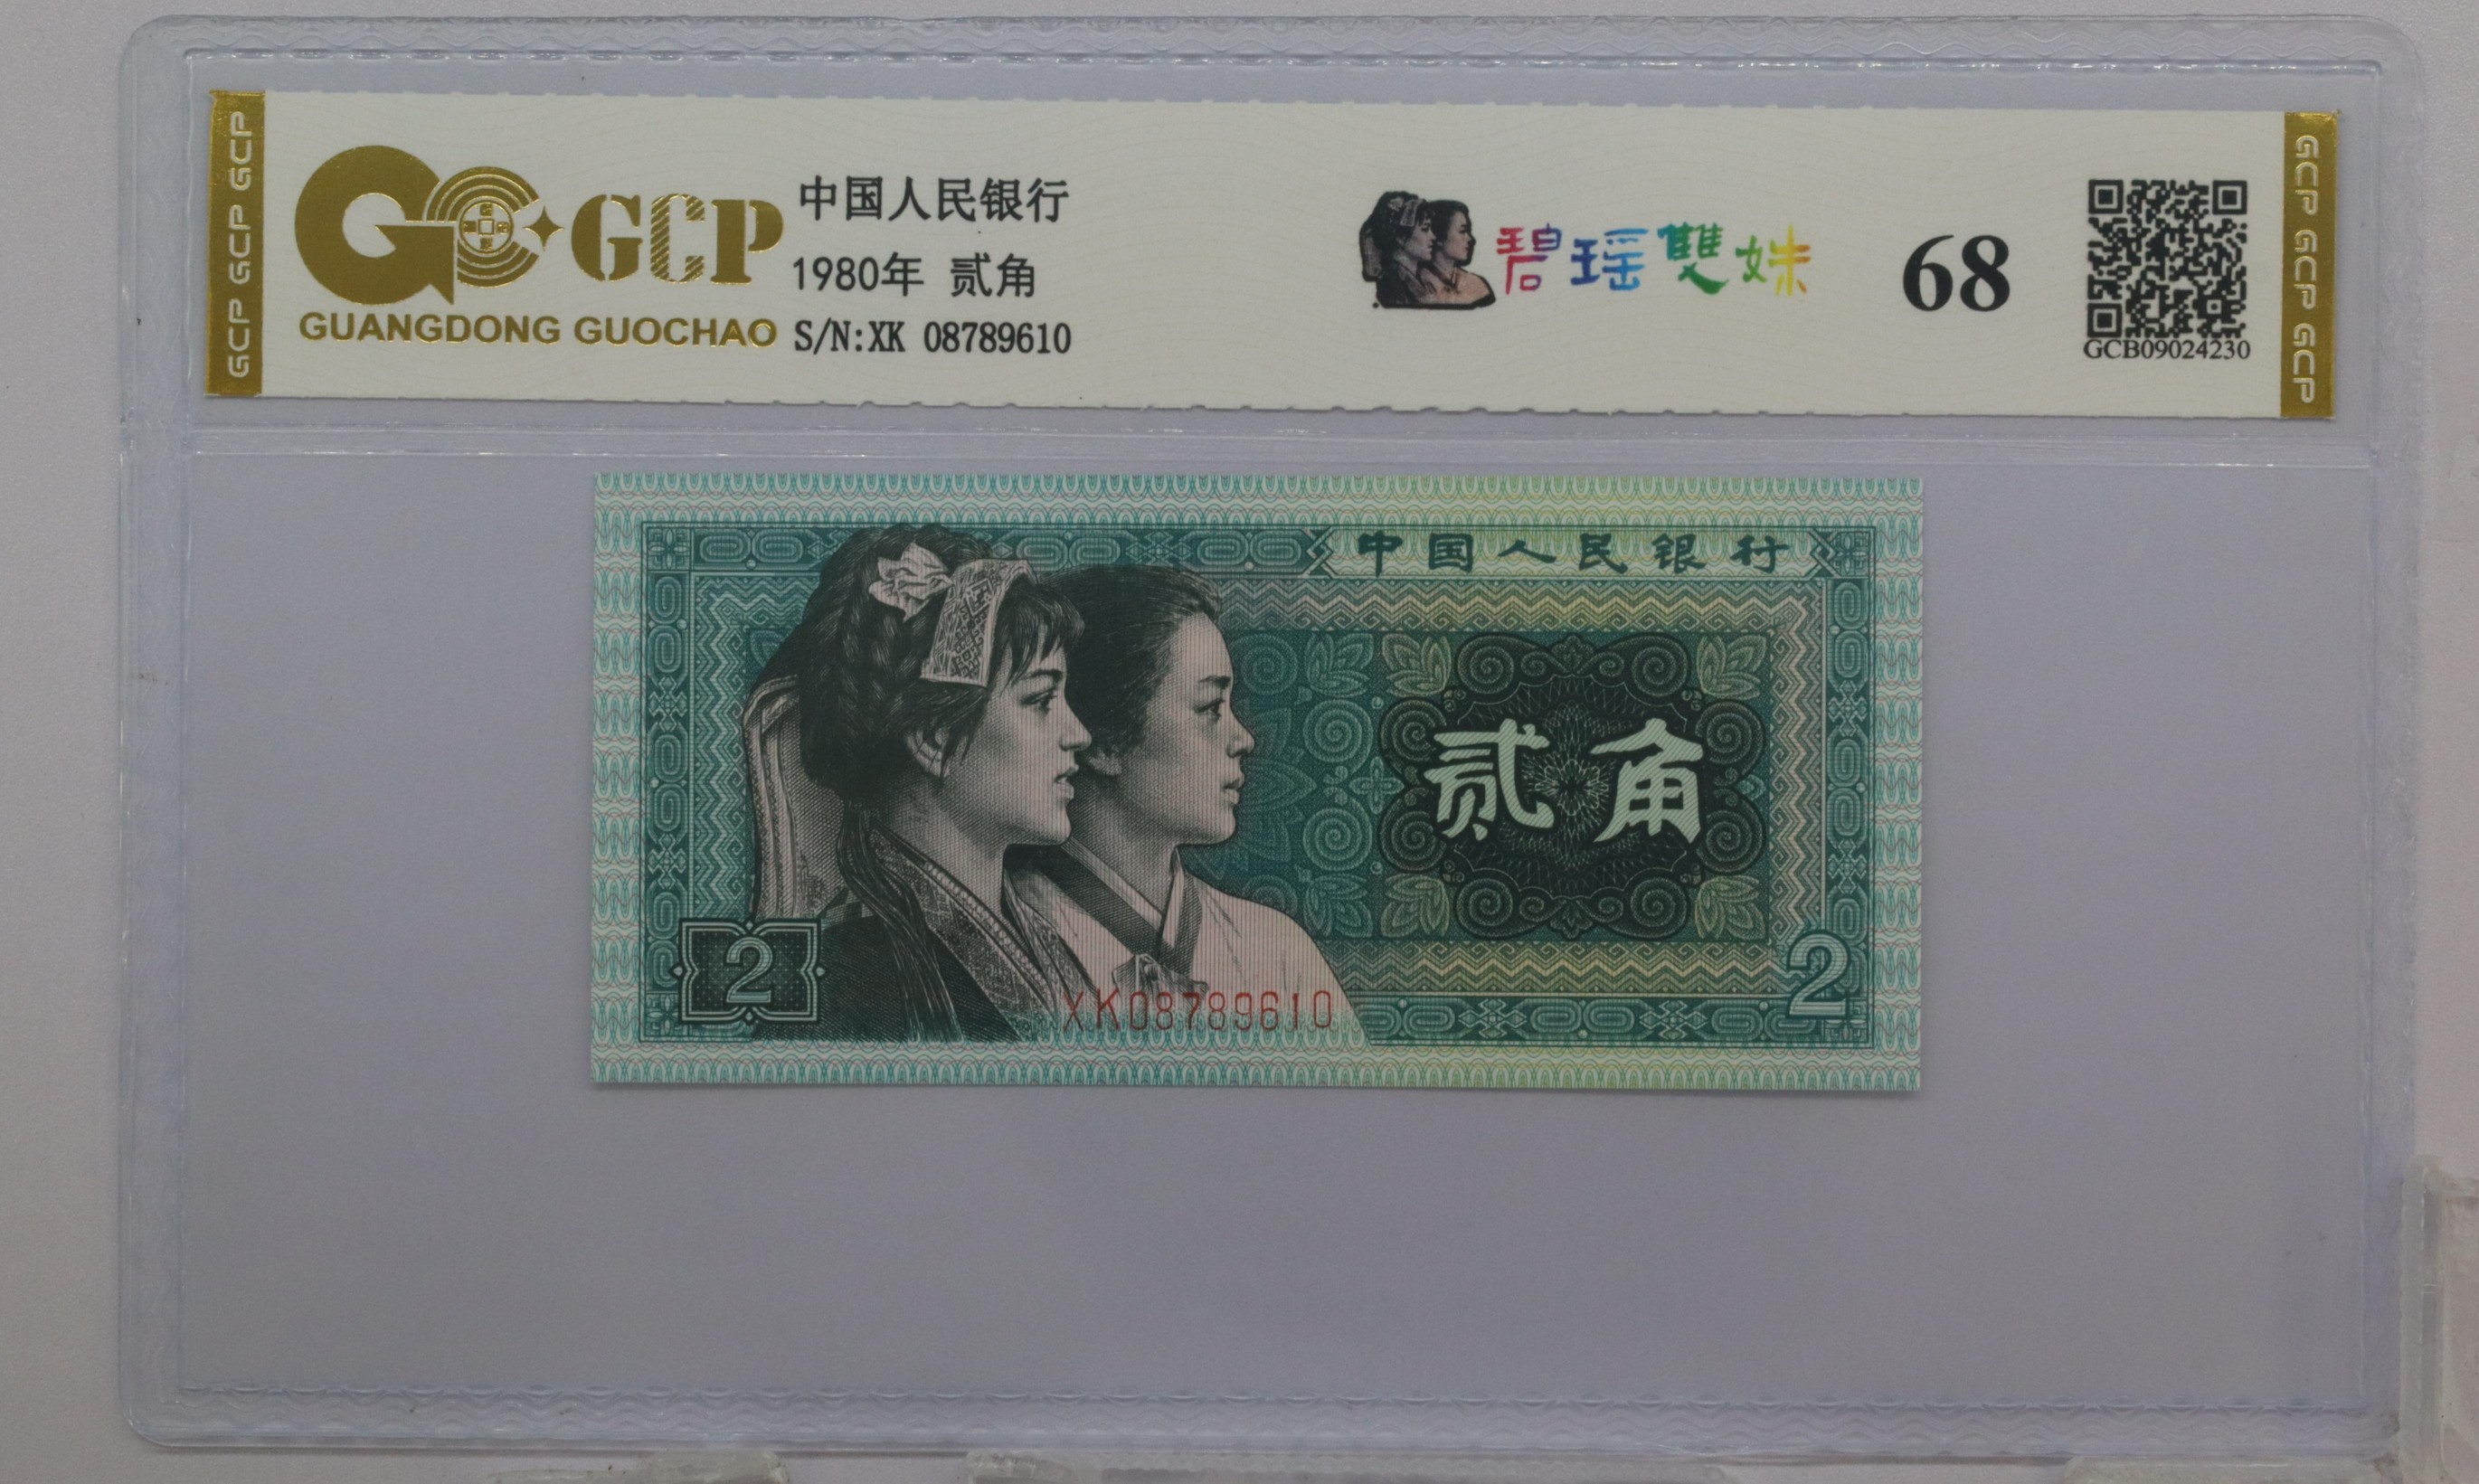 GCP GCP GCP
GCP
GUANGDONG GUOCHAO
中国人民银行
1980年 贰角
S/N:XK 08789610
碧瑶雙姝
68
GCB09024230
GCP GCP GCP
中国人民银行
贰角
2
XK08789610
2